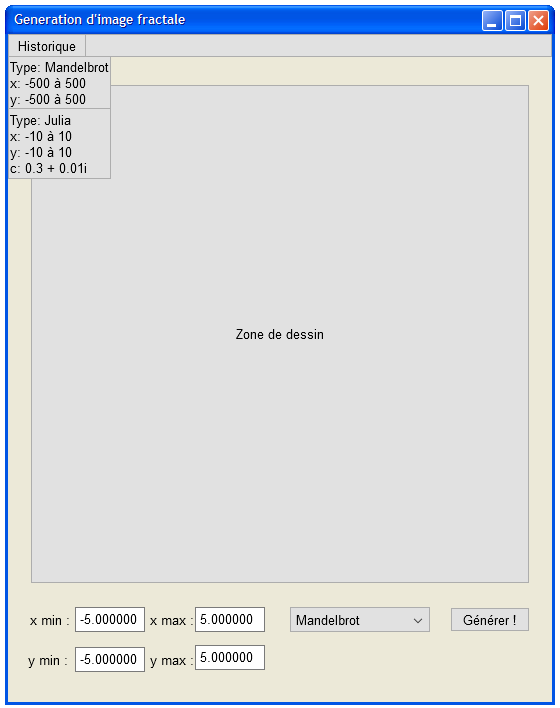 Generation d'image fractale
Historique
Type: Mandelbrot
x: -500 à 500
y: -500 à 500
Type: Julia
x: -10 à 10
y: -10 à 10
c: 0.3 + 0.01i
Zone de dessin
x min : -5.000000 x max : 5.000000 Mandelbrot Générer !
y min : -5.000000 y max : 5.000000